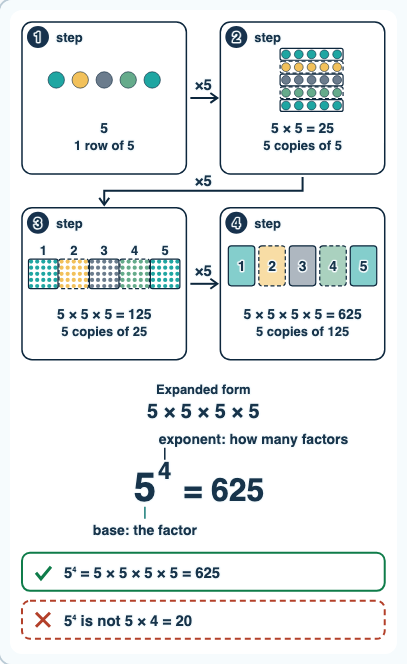 1 step
5
1 row of 5
×5
2 step
5 × 5 = 25
5 copies of 5
×5
3 step
1 2 3 4 5
5 × 5 × 5 = 125
5 copies of 25
×5
4 step
1 2 3 4 5
5 × 5 × 5 × 5 = 625
5 copies of 125
Expanded form
5 × 5 × 5 × 5
exponent: how many factors
5⁴ = 625
base: the factor
5⁴ = 5 × 5 × 5 × 5 = 625
5⁴ is not 5 × 4 = 20